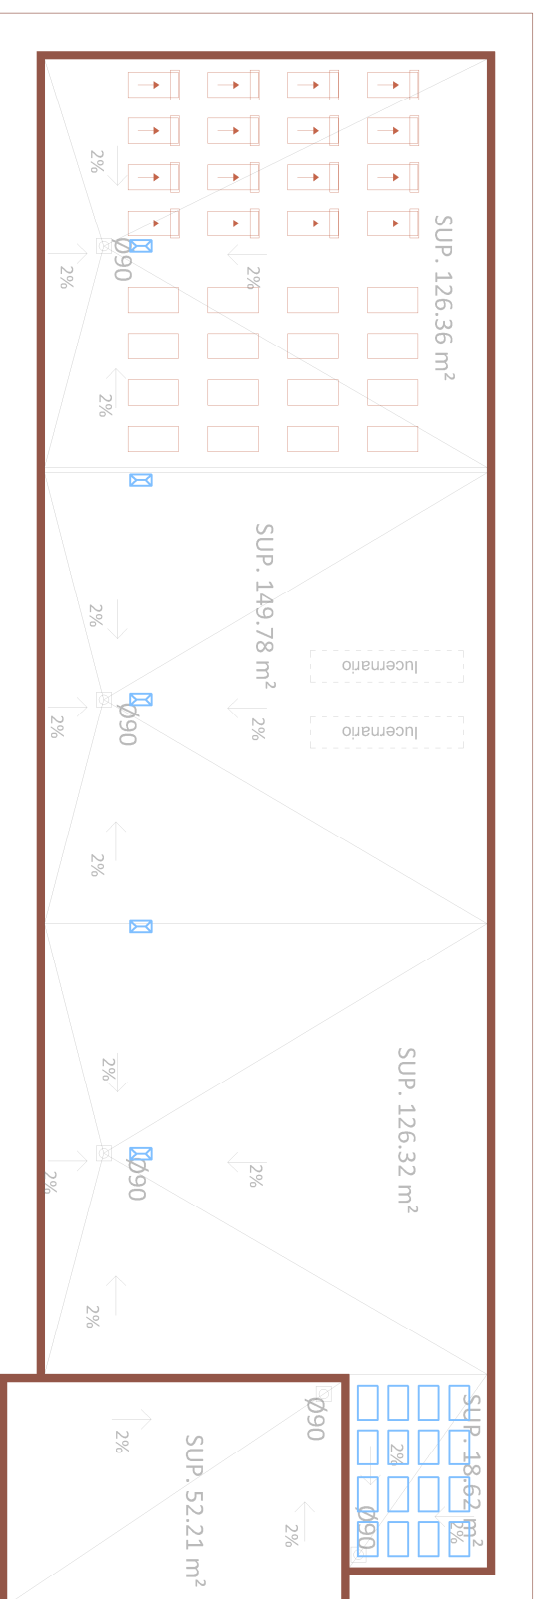 2%
SUP. 126.36 m²
Ø90
2%
2%
2%
SUP. 149.78 m²
2%
lucernario
Ø90
2%
2%
lucernario
2%
SUP. 126.32 m²
2%
Ø90
2%
2%
2%
SUP. 18.62 m²
Ø90
2%
2%
SUP. 52.21 m²
Ø90
2%
2%